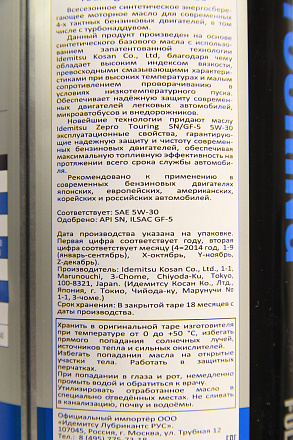 Всесезонное синтетическое энергосбере-
гающее моторное масло для современных
4-х тактных бензиновых двигателей, в том
числе с турбонаддувом.
Данный продукт произведен на основе
синтетического базового масла с использо-
ванием запатентованной технологии
Idemitsu Kosan Co., Ltd., благодаря чему
обладает высоким индексом вязкости,
превосходными смазывающими характери-
стиками при высоких температурах и малым
сопротивлением проворачиванию в
условиях низкотемпературного пуска.
Обеспечивает надёжную защиту совремeн-
ных двигателей легковых автомобилей,
микроавтобусов и внедорожников.
Новейшие технологии придают маслу
Idemitsu Zepro Touring SN/GF-5 5W-30
эксплуатационные свойства, гарантирую-
щие надежную защиту и чистоту современ-
ных бензиновых двигателей, обеспечивая
максимальную топливную эффективность на
протяжении всего срока службы автомоби-
ля.
Рекомендовано к применению в
современных бензиновых двигателях
японских, европейских, американских,
корейских и российских автомобилей.
Соответствует: SAE 5W-30
Одобрено: API SN, ILSAC GF-5
Дата производства указана на упаковке.
Первая цифра соответствует году, вторая
цифра соответствует месяцу (4=2014 год, 1-9
(январь-сентябрь), X-октябрь, Y-ноябрь,
Z-декабрь).
Производитель: Idemitsu Kosan Co., Ltd., 1-1,
Marunouchi, 3-Chome, Chiyoda-Ku, Tokyo,
100-8321, Japan. (Идемитсу Косан Ко., Лтд.,
Япония, г. Токио, Чийода-ку, Маруничи №
1-1, 3-чоме.)
Срок хранения: В закрытой таре 18 месяцев с
даты производства.
Хранить в оригинальной таре изготовителя
при температуре от 0 до +50 °C, избегать
прямого попадания солнечных лучей,
источников тепла и сильных окислителей.
Избегать попадания масла на открытые
участки тела. Работать в защитных
перчатках.
При попадании в глаза и рот, немедленно
промыть водой и обратиться к врачу.
Утилизировать отработанное масло в
специально отведённых местах. Не сливать
в канализацию, почву и водоёмы.
Официальный импортер ООО
«Идемитсу Лубрикантс РУС».
107045, Россия, г. Москва, ул. Трубная 12
Тел.: 8 (495)